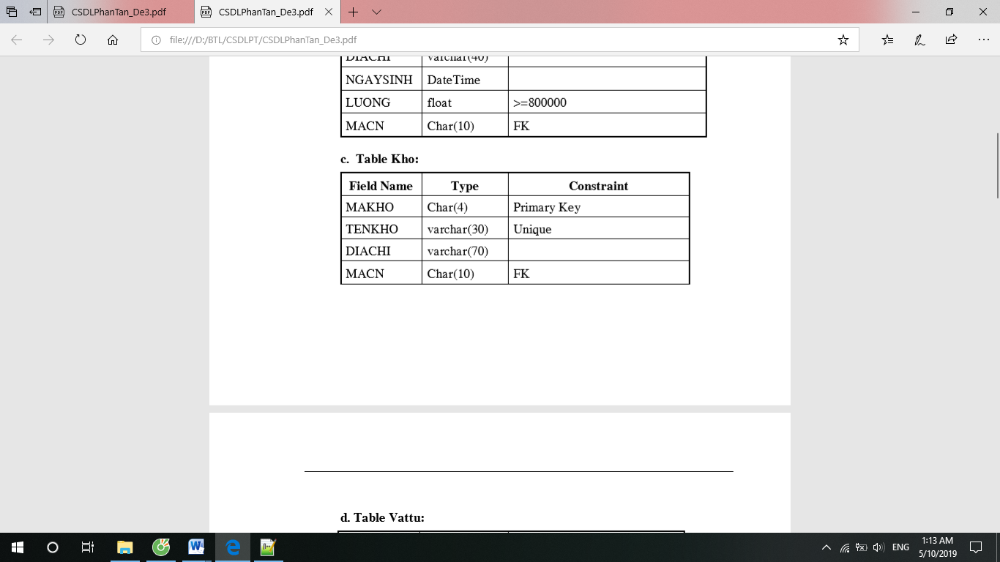 CSDLPhanTan_De3.pdf CSDLPhanTan_De3.pdf
file:///D:/BTL/CSDLPT/CSDLPhanTan_De3.pdf
DIACHI varchar(40)
NGAYSINH DateTime
LUONG float >=800000
MACN Char(10) FK
c. Table Kho:
Field Name Type Constraint
MAKHO Char(4) Primary Key
TENKHO varchar(30) Unique
DIACHI varchar(70)
MACN Char(10) FK
d. Table Vattu:
ENG 1:13 AM
5/10/2019